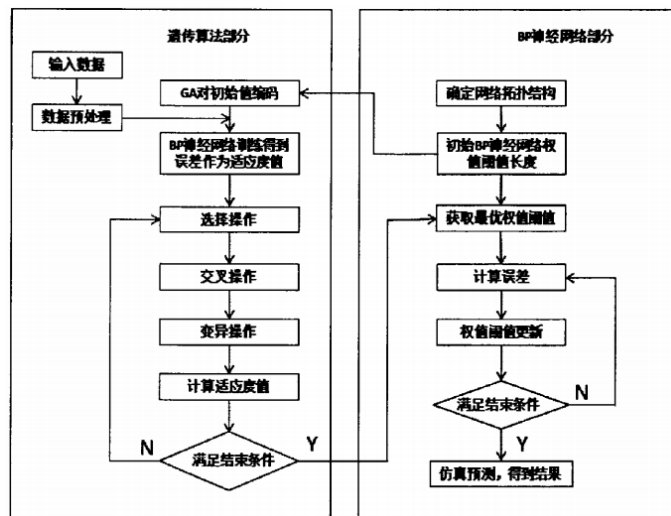 遗传算法部分
输入数据
数据预处理
GA对初始值编码
BP神经网络训练得到
误差作为适应度值
选择操作
交叉操作
变异操作
计算适应度值
满足结束条件
N
Y
BP神经网络部分
确定网络拓扑结构
初始BP神经网络权
值阈值长度
获取最优权值阈值
计算误差
权值阈值更新
满足结束条件
N
Y
仿真预测，得到结果